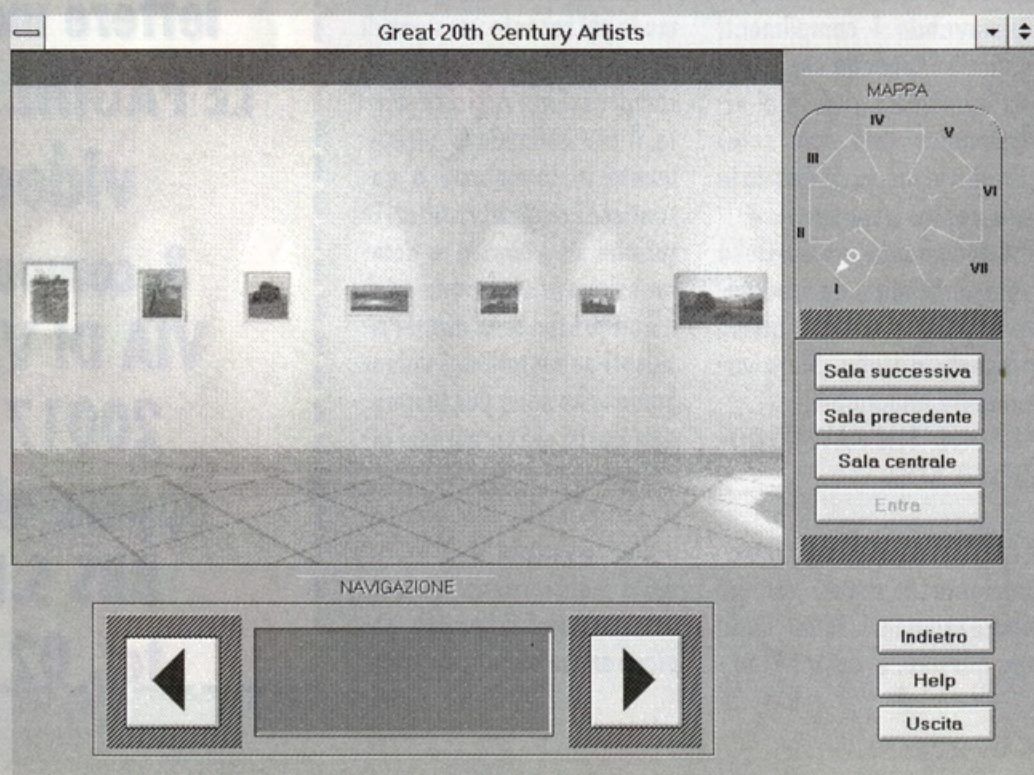 Great 20th Century Artists
MAPPA
IV
V
III
VI
II
VII
I
Sala successiva
Sala precedente
Sala centrale
Entra
NAVIGAZIONE
Indietro
Help
Uscita